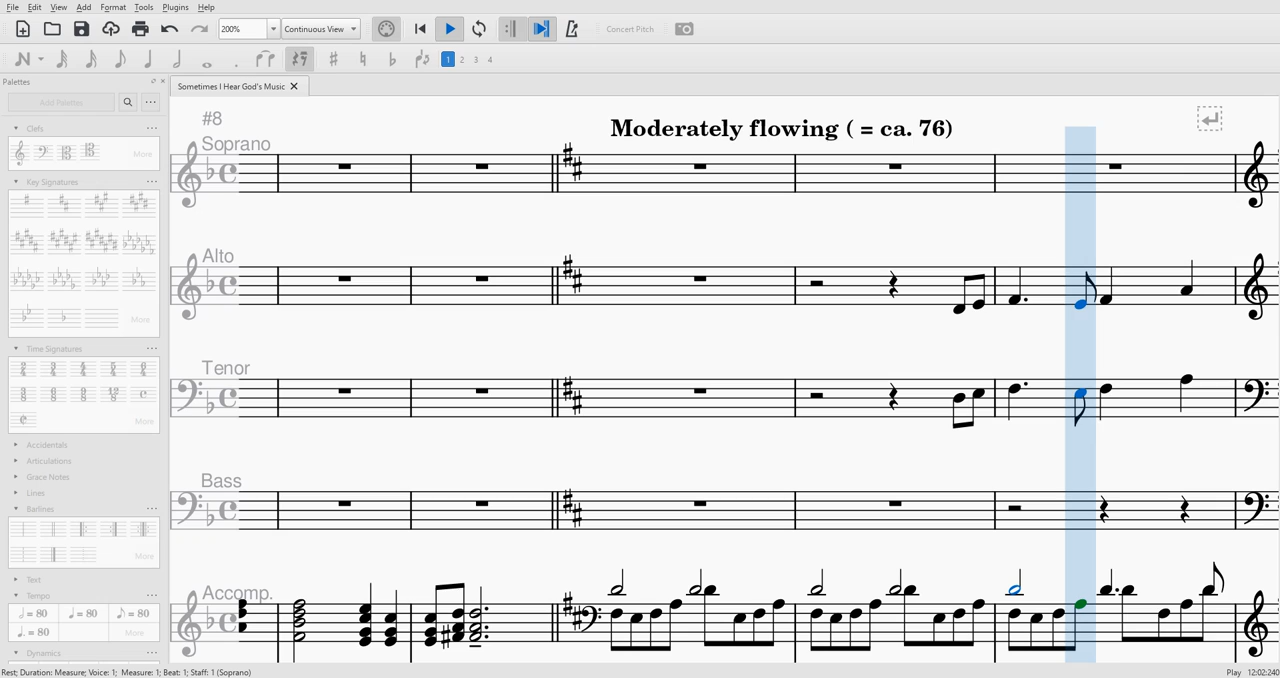 File Edit View Add Format Tools Plugins Help
200% Continuous View Concert Pitch
1 2 3 4
Palettes
Sometimes I Hear God's Music
Add Palettes
#8
Moderately flowing ( = ca. 76)
Clefs
More
Soprano
Key Signatures
Alto
More
Time Signatures
Tenor
More
Accidentals
Articulations
Grace Notes
Bass
Lines
Barlines
More
Text
Accomp.
Tempo
= 80 = 80 = 80
= 80 More
Dynamics
Rest; Duration: Measure; Voice: 1; Measure: 1; Beat: 1; Staff: 1 (Soprano) Play 12:02:240